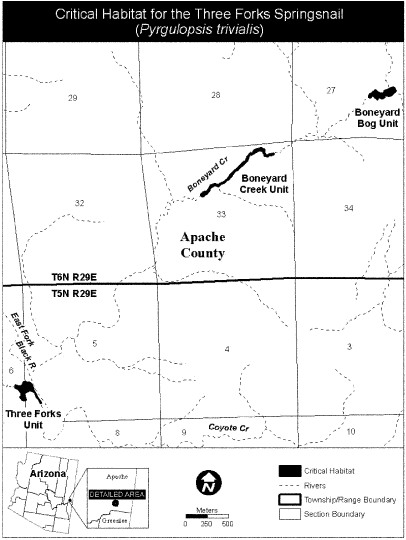 Critical Habitat for the Three Forks Springsnail
(Pyrgulopsis trivialis)
29
28
27
Boneyard
Bog Unit
Boneyard Cr
Boneyard
Creek Unit
32
33
34
Apache
County
T6N R29E
T5N R29E
East Fork
Black R.
5
4
3
6
Three Forks
Unit
8
9
Coyote Cr
10
Arizona
Apache
DETAILED AREA
Greenlee
N
Meters
0 250 500
Critical Habitat
Rivers
Township/Range Boundary
Section Boundary